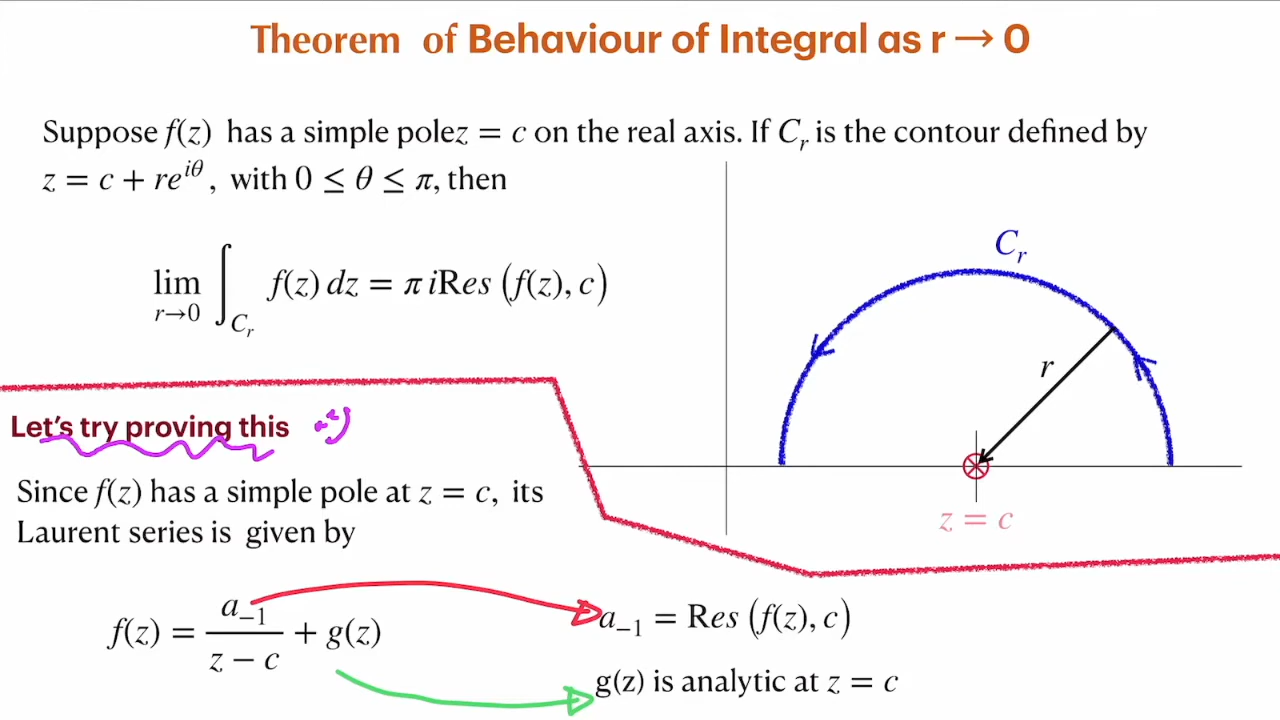 Theorem of Behaviour of Integral as r → 0
Suppose f(z) has a simple polez = c on the real axis. If C_r is the contour defined by
z = c + re^{iθ}, with 0 ≤ θ ≤ π, then
lim_{r→0} ∫_{C_r} f(z) dz = π iRes (f(z), c)
C_r
r
z = c
Let's try proving this
Since f(z) has a simple pole at z = c, its
Laurent series is given by
f(z) = a_{-1}/(z − c) + g(z)
a_{-1} = Res (f(z), c)
g(z) is analytic at z = c